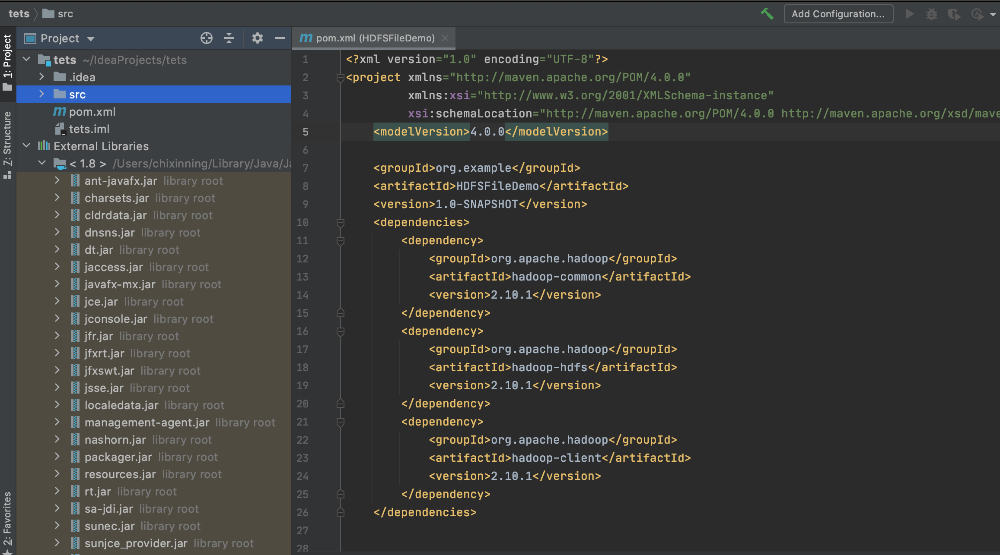 tets src
Add Configuration...
1: Project
Z: Structure
2: Favorites
Project
tets ~/IdeaProjects/tets
.idea
src
pom.xml
tets.iml
External Libraries
< 1.8 > /Users/chixinning/Library/Java/Ja
ant-javafx.jar library root
charsets.jar library root
cldrdata.jar library root
dnsns.jar library root
dt.jar library root
jaccess.jar library root
javafx-mx.jar library root
jce.jar library root
jconsole.jar library root
jfr.jar library root
jfxrt.jar library root
jfxswt.jar library root
jsse.jar library root
localedata.jar library root
management-agent.jar library root
nashorn.jar library root
packager.jar library root
resources.jar library root
rt.jar library root
sa-jdi.jar library root
sunec.jar library root
sunjce_provider.jar library root
m pom.xml (HDFSFileDemo)
1 <?xml version="1.0" encoding="UTF-8"?>
2 <project xmlns="http://maven.apache.org/POM/4.0.0"
3 xmlns:xsi="http://www.w3.org/2001/XMLSchema-instance"
4 xsi:schemaLocation="http://maven.apache.org/POM/4.0.0 http://maven.apache.org/xsd/mave
5 <modelVersion>4.0.0</modelVersion>
6
7 <groupId>org.example</groupId>
8 <artifactId>HDFSFileDemo</artifactId>
9 <version>1.0-SNAPSHOT</version>
10 <dependencies>
11 <dependency>
12 <groupId>org.apache.hadoop</groupId>
13 <artifactId>hadoop-common</artifactId>
14 <version>2.10.1</version>
15 </dependency>
16 <dependency>
17 <groupId>org.apache.hadoop</groupId>
18 <artifactId>hadoop-hdfs</artifactId>
19 <version>2.10.1</version>
20 </dependency>
21 <dependency>
22 <groupId>org.apache.hadoop</groupId>
23 <artifactId>hadoop-client</artifactId>
24 <version>2.10.1</version>
25 </dependency>
26 </dependencies>
27
28